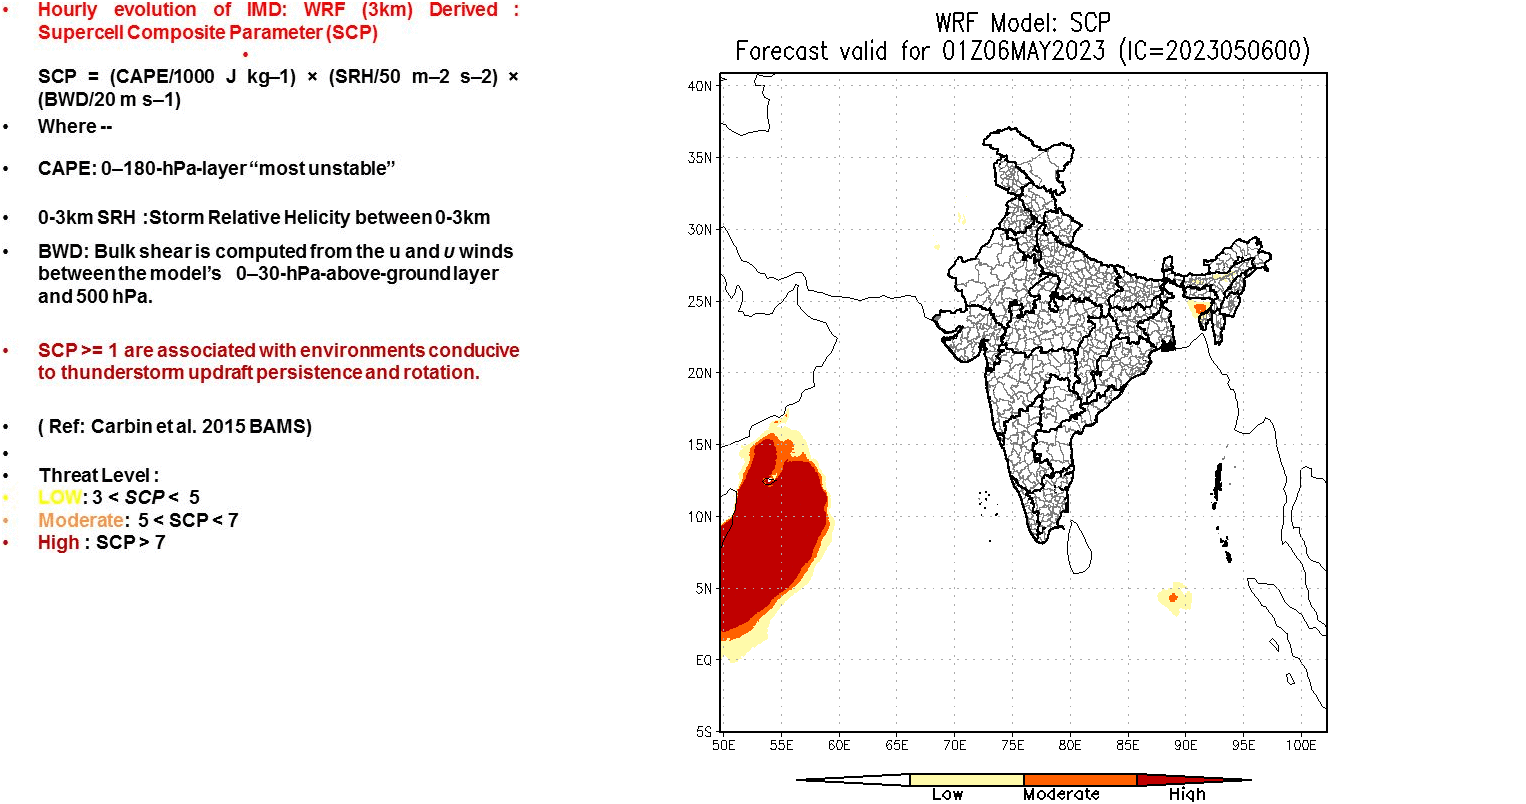 • Hourly evolution of IMD: WRF (3km) Derived :
Supercell Composite Parameter (SCP)
•
SCP = (CAPE/1000 J kg–1) × (SRH/50 m–2 s–2) ×
(BWD/20 m s–1)
• Where --
• CAPE: 0–180-hPa-layer “most unstable”
• 0-3km SRH :Storm Relative Helicity between 0-3km
• BWD: Bulk shear is computed from the u and υ winds
between the model’s 0–30-hPa-above-ground layer
and 500 hPa.
• SCP >= 1 are associated with environments conducive
to thunderstorm updraft persistence and rotation.
• ( Ref: Carbin et al. 2015 BAMS)
•
• Threat Level :
• LOW: 3 < SCP < 5
• Moderate: 5 < SCP < 7
• High : SCP > 7
WRF Model: SCP
Forecast valid for 01Z06MAY2023 (IC=2023050600)
40N
35N
30N
25N
20N
15N
10N
5N
EQ
5S
50E 55E 60E 65E 70E 75E 80E 85E 90E 95E 100E
Low Moderate High